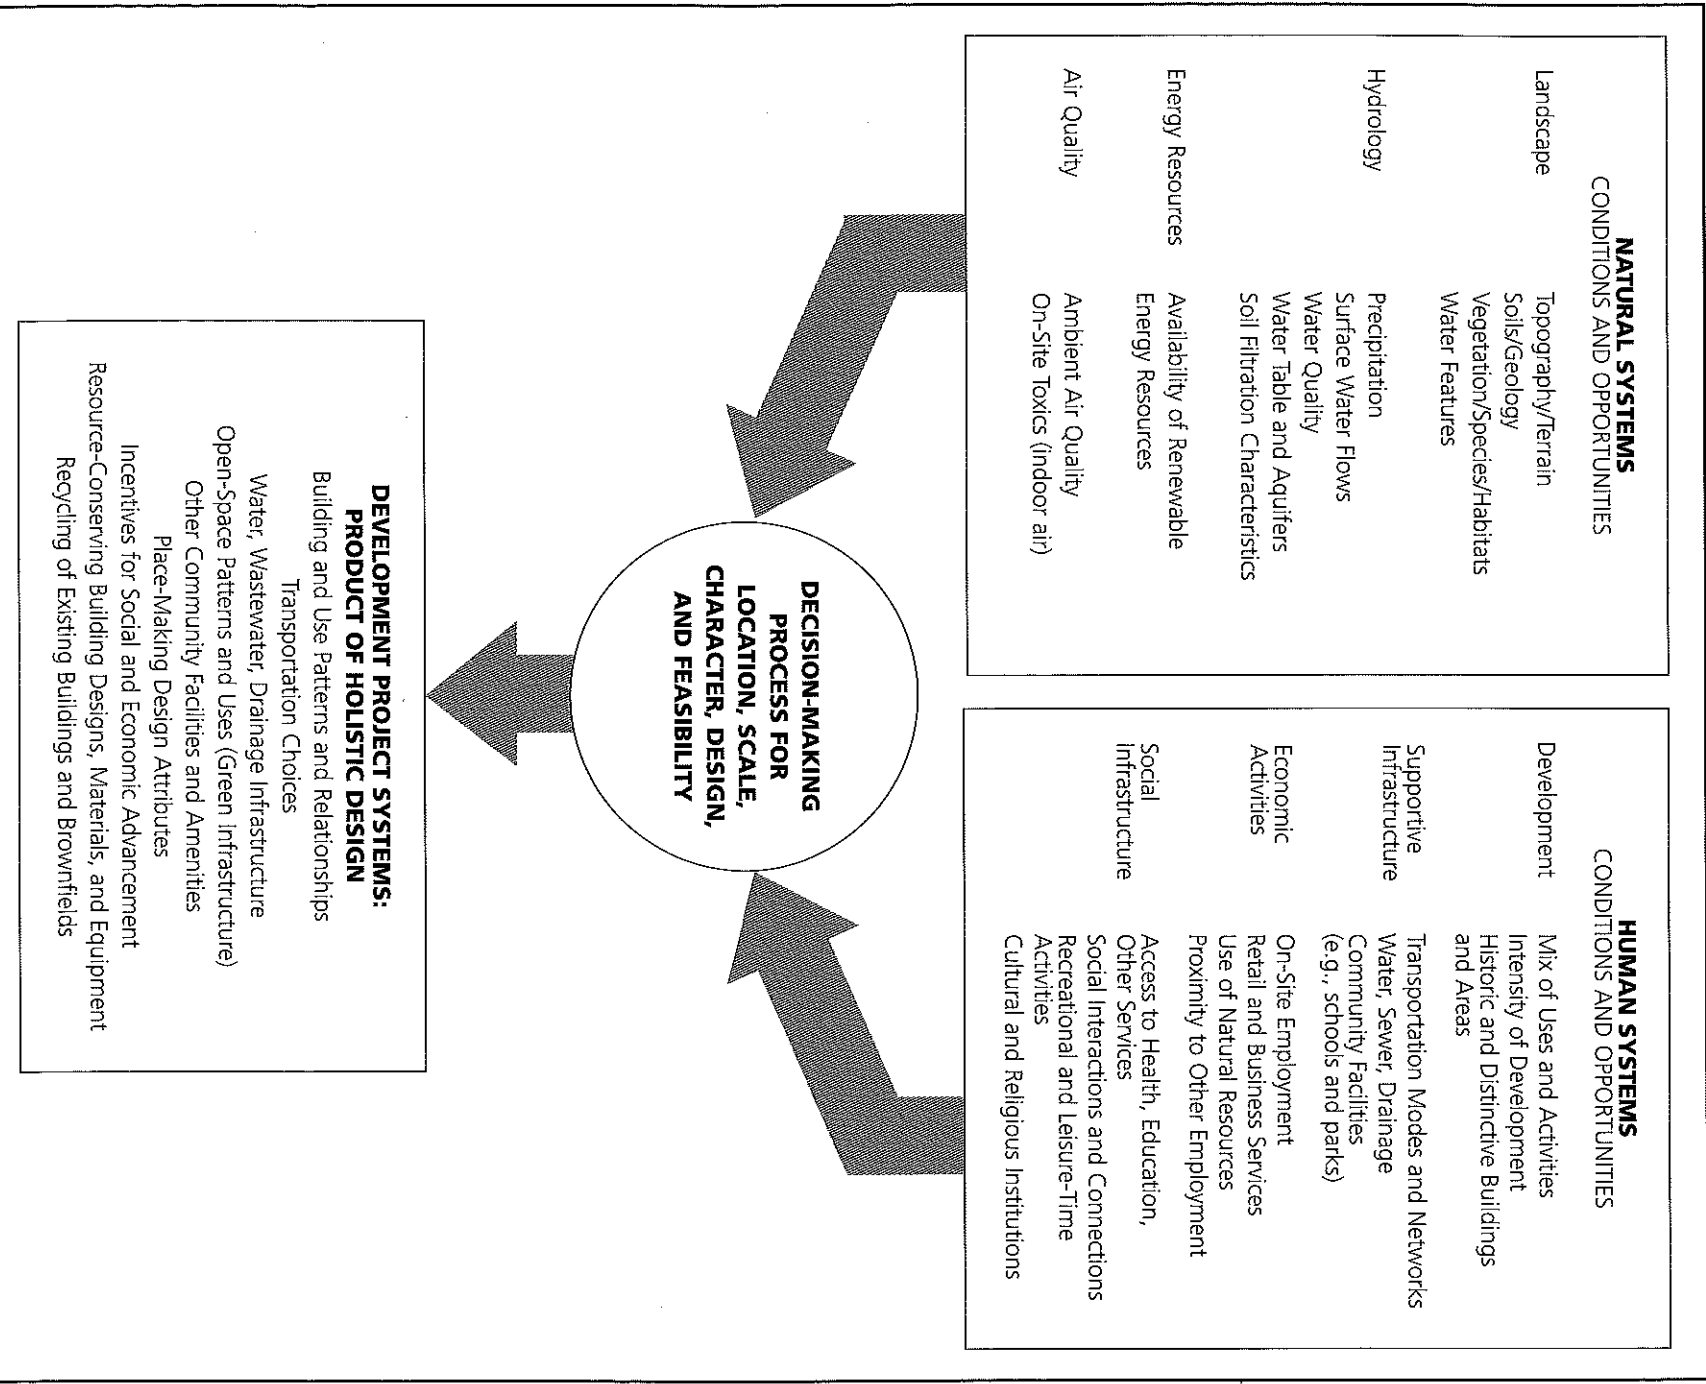 NATURAL SYSTEMS
CONDITIONS AND OPPORTUNITIES
Landscape
Topography/Terrain
Soils/Geology
Vegetation/Species/Habitats
Water Features
Hydrology
Precipitation
Surface Water Flows
Water Quality
Water Table and Aquifers
Soil Filtration Characteristics
Energy Resources
Availability of Renewable
Energy Resources
Air Quality
Ambient Air Quality
On-Site Toxics (indoor air)
HUMAN SYSTEMS
CONDITIONS AND OPPORTUNITIES
Development
Mix of Uses and Activities
Intensity of Development
Historic and Distinctive Buildings
and Areas
Supportive
Infrastructure
Transportation Modes and Networks
Water, Sewer, Drainage
Community Facilities
(e.g., schools and parks)
Economic
Activities
On-Site Employment
Retail and Business Services
Use of Natural Resources
Proximity to Other Employment
Social
Infrastructure
Access to Health, Education,
Other Services
Social Interactions and Connections
Recreational and Leisure-Time
Activities
Cultural and Religious Institutions
DECISION-MAKING
PROCESS FOR
LOCATION, SCALE,
CHARACTER, DESIGN,
AND FEASIBILITY
DEVELOPMENT PROJECT SYSTEMS:
PRODUCT OF HOLISTIC DESIGN
Building and Use Patterns and Relationships
Transportation Choices
Water, Wastewater, Drainage Infrastructure
Open-Space Patterns and Uses (Green Infrastructure)
Other Community Facilities and Amenities
Place-Making Design Attributes
Incentives for Social and Economic Advancement
Resource-Conserving Building Designs, Materials, and Equipment
Recycling of Existing Buildings and Brownfields